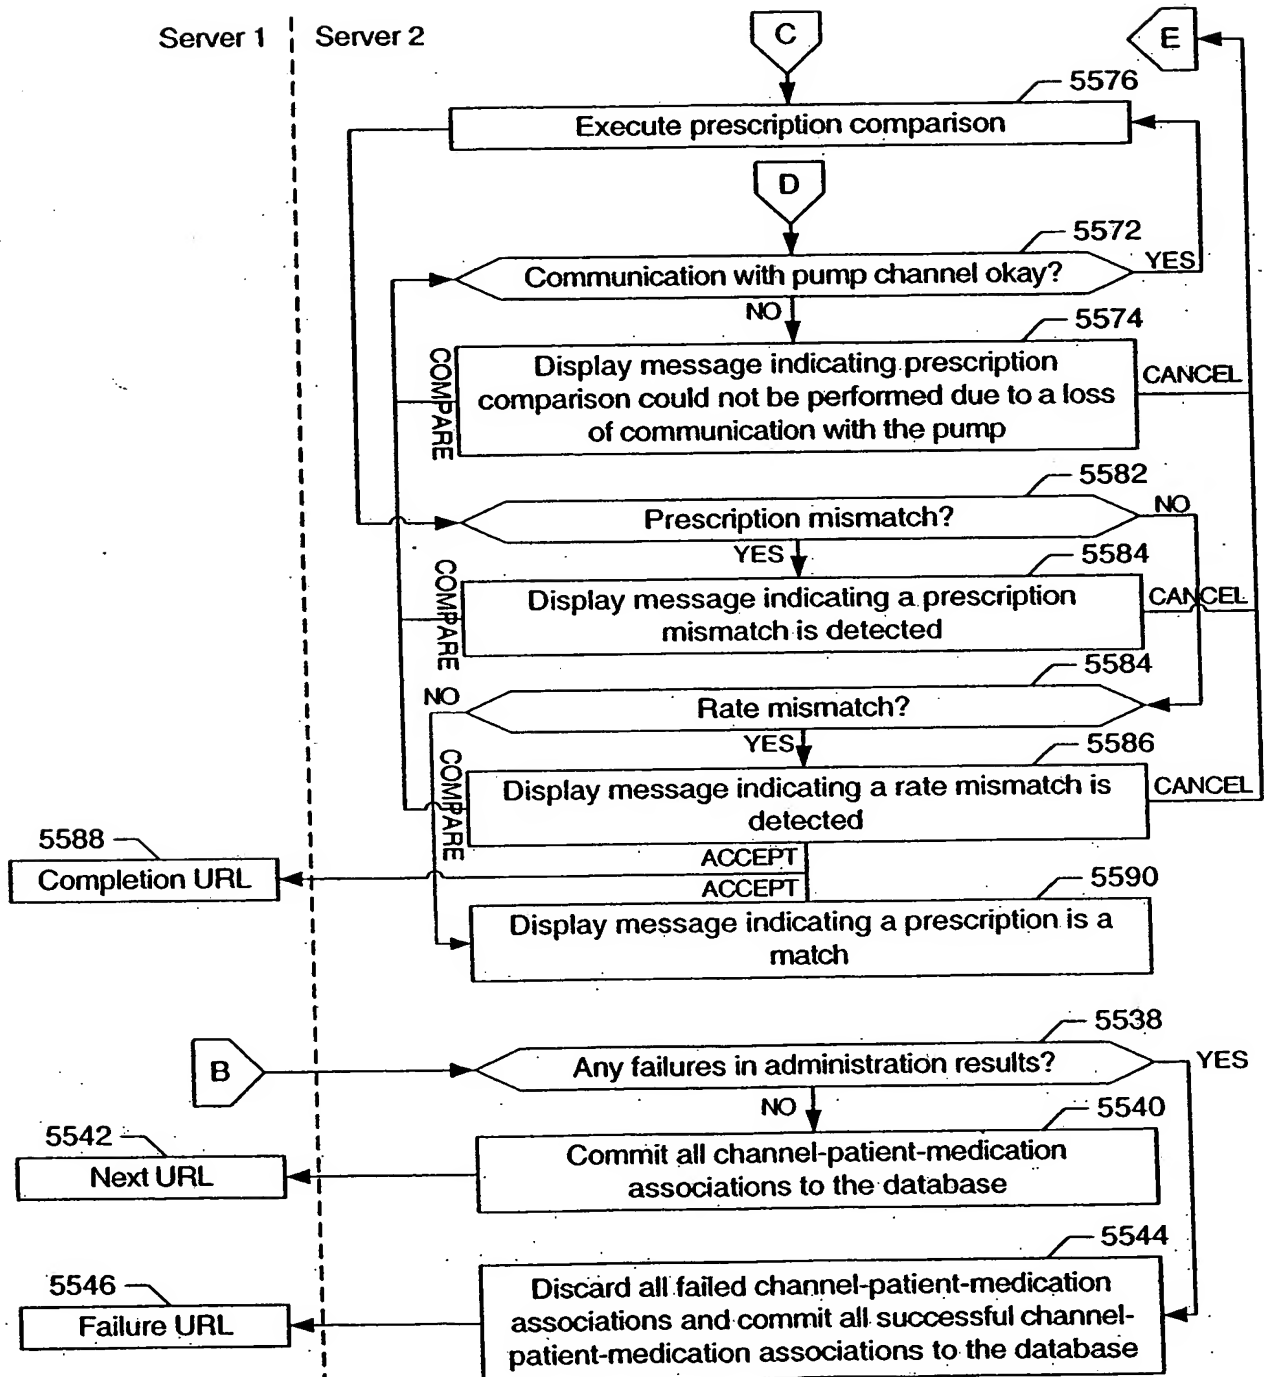 Server 1
Server 2
C
E
5576
Execute prescription comparison
D
5572
Communication with pump channel okay?
YES
NO
5574
COMPARE
Display message indicating prescription
comparison could not be performed due to a loss
of communication with the pump
CANCEL
5582
Prescription mismatch?
NO
YES
5584
COMPARE
Display message indicating a prescription
mismatch is detected
CANCEL
5584
NO
Rate mismatch?
YES
5586
COMPARE
Display message indicating a rate mismatch is
detected
CANCEL
5588
Completion URL
ACCEPT
ACCEPT
5590
Display message indicating a prescription is a
match
5538
B
Any failures in administration results?
YES
NO
5540
5542
Next URL
Commit all channel-patient-medication
associations to the database
5544
5546
Failure URL
Discard all failed channel-patient-medication
associations and commit all successful channel-
patient-medication associations to the database